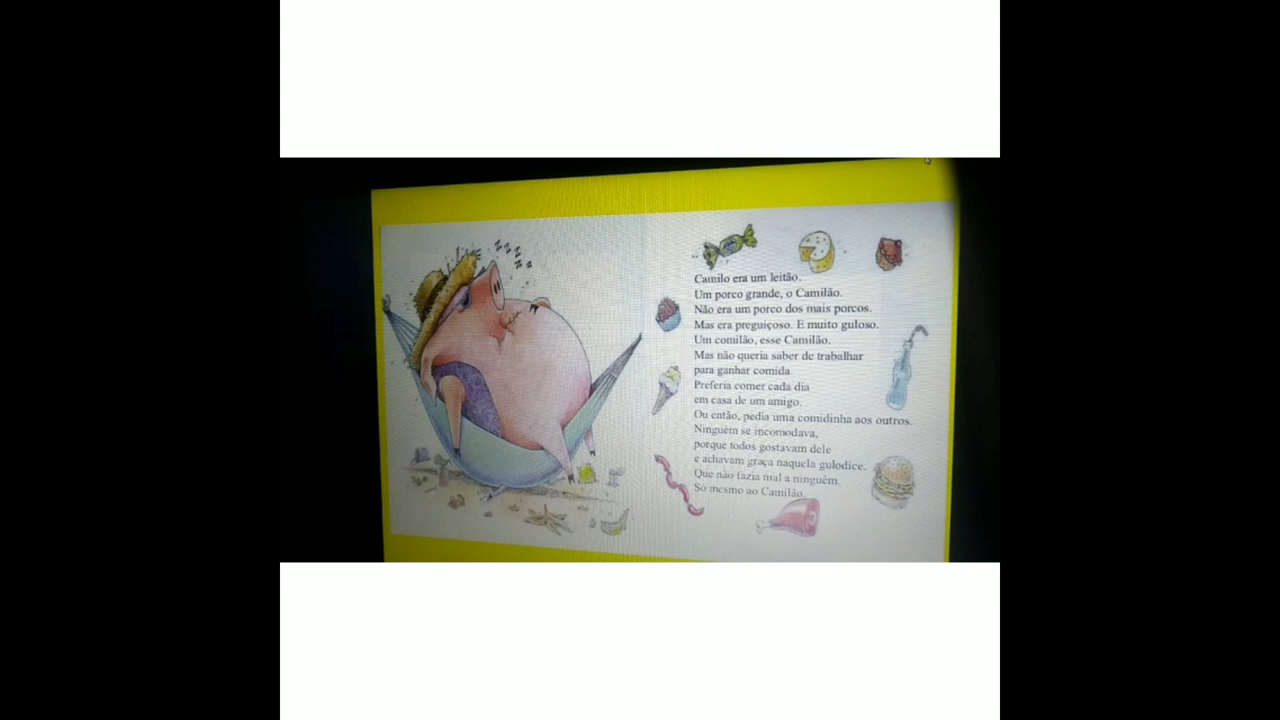 Camilo era um leitão.
Um porco grande, o Camilão.
Não era um porco dos mais porcos.
Mas era preguiçoso. E muito guloso.
Um comilão, esse Camilão.
Mas não queria saber de trabalhar
para ganhar comida.
Preferia comer cada dia
em casa de um amigo.
Ou então, pedia uma comidinha aos outros.
Ninguém se incomodava,
porque todos gostavam dele
e achavam graça naquela gulodice.
Que não fazia mal a ninguém.
Só mesmo ao Camilão.